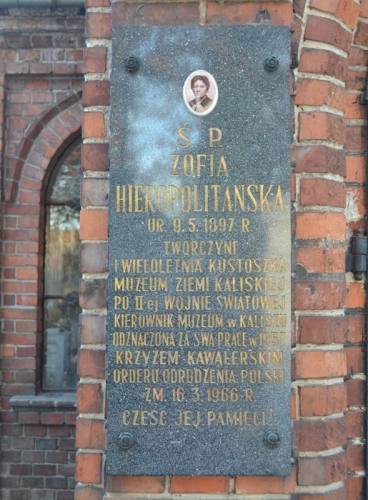 Ś. P.
ZOFIA
HIEROPOLITAŃSKA
UR. 9.5.1897 R.
TWÓRCZYNI
I WIELOLETNIA KUSTOSZKA
MUZEUM ZIEMI KALISKIEJ
PO II-ej WOJNIE ŚWIATOWEJ
KIEROWNIK MUZEUM w KALISZU
ODZNACZONA ZA SWĄ PRACĘ w 1957
KRZYŻEM KAWALERSKIM
ORDERU ODRODZENIA POLSKI
ZM. 16.3.1966 R.
CZEŚĆ JEJ PAMIĘCI!